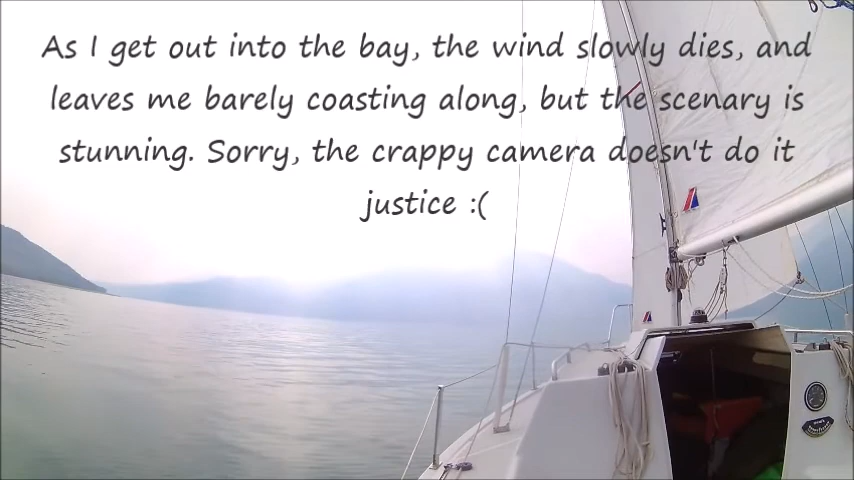 As I get out into the bay, the wind slowly dies, and
leaves me barely coasting along, but the scenary is
stunning. Sorry, the crappy camera doesn't do it
justice :(